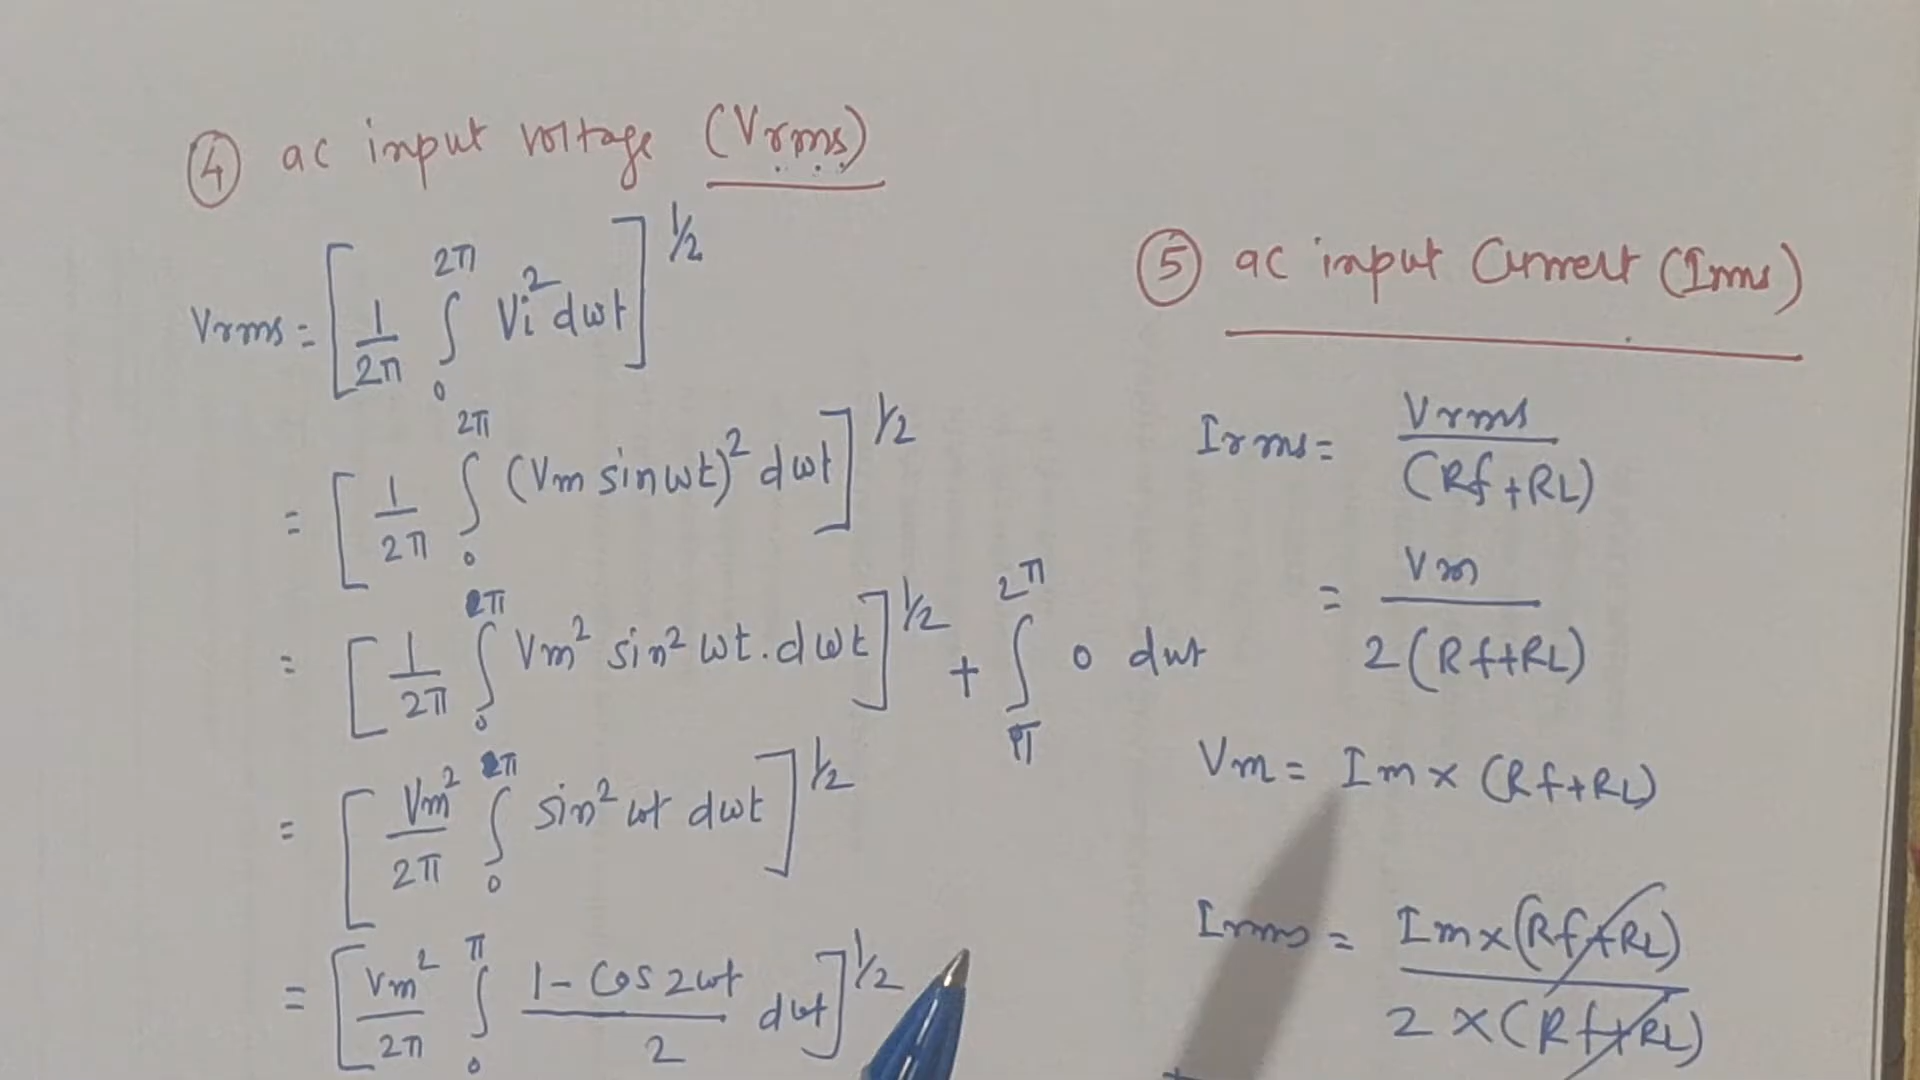 ④ ac input voltage (Vrms)
Vrms = [1/2π ∫₀^2π Vi² dωt]^1/2
= [1/2π ∫₀^2π (Vm sin ωt)² dωt]^1/2
= [1/2π ∫₀^2π Vm² sin² ωt . dωt]^1/2 + ∫π^2π 0 dωt
= [Vm²/2π ∫₀^2π sin² ωt dωt]^1/2
= [Vm²/2π ∫₀^π (1 - Cos 2ωt)/2 dωt]^1/2
⑤ ac input Current (Irms)
Irms = Vrms/(Rf+RL)
= Vm/2(Rf+RL)
Vm = Im × (Rf+RL)
Irms = Im×(Rf+RL)/2×(Rf+RL)